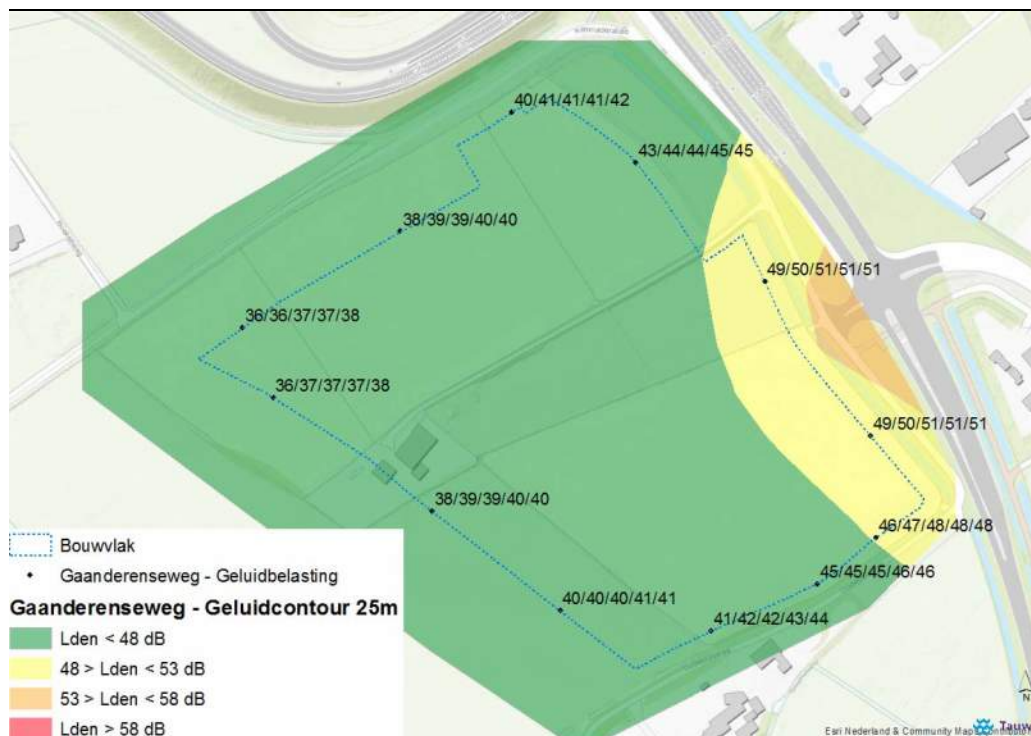 40/41/41/41/42
43/44/44/45/45
38/39/39/40/40
49/50/51/51/51
36/36/37/37/38
36/37/37/37/38
49/50/51/51/51
38/39/39/40/40
46/47/48/48/48
45/45/45/46/46
40/40/40/41/41
41/42/42/43/44
Bouwvlak
Gaanderenseweg - Geluidbelasting
Gaanderenseweg - Geluidcontour 25m
Lden < 48 dB
48 > Lden < 53 dB
53 > Lden < 58 dB
Lden > 58 dB
N
Tauw
Esri Nederland & Community Maps